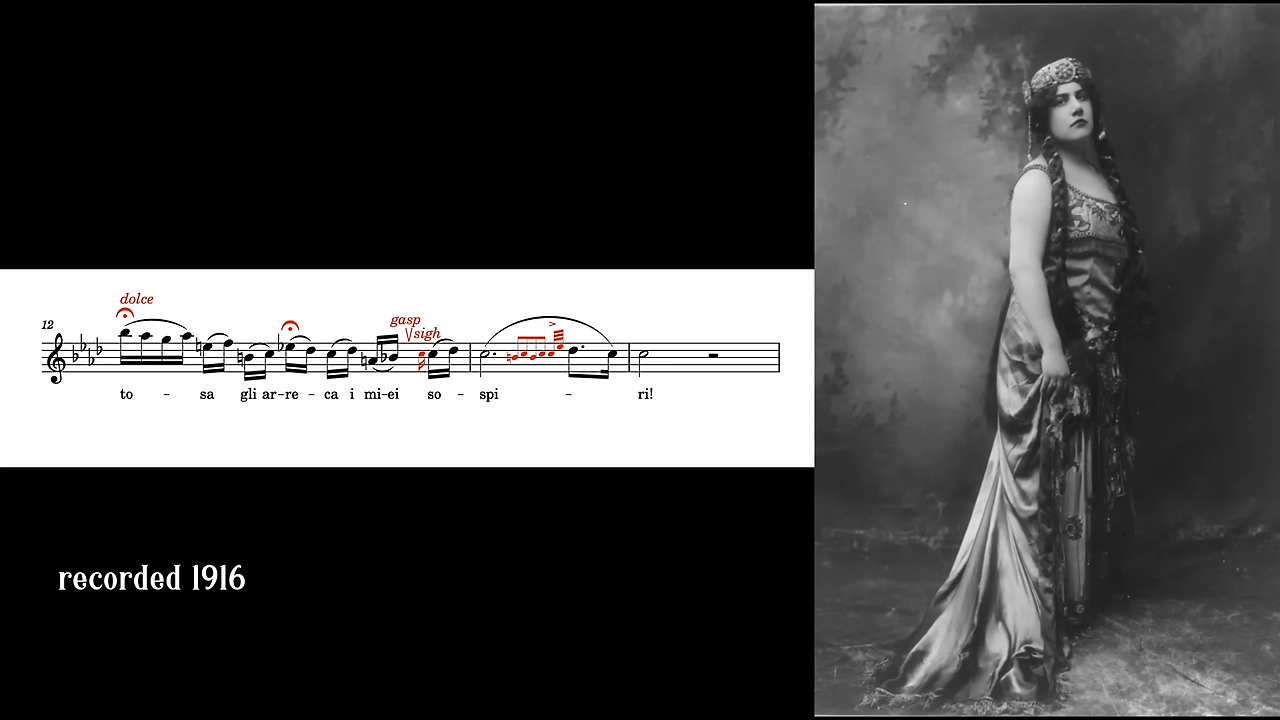 dolce
12
gasp
sigh
to - sa gli ar-re - ca i mi-ei so - spi - ri!
recorded 1916